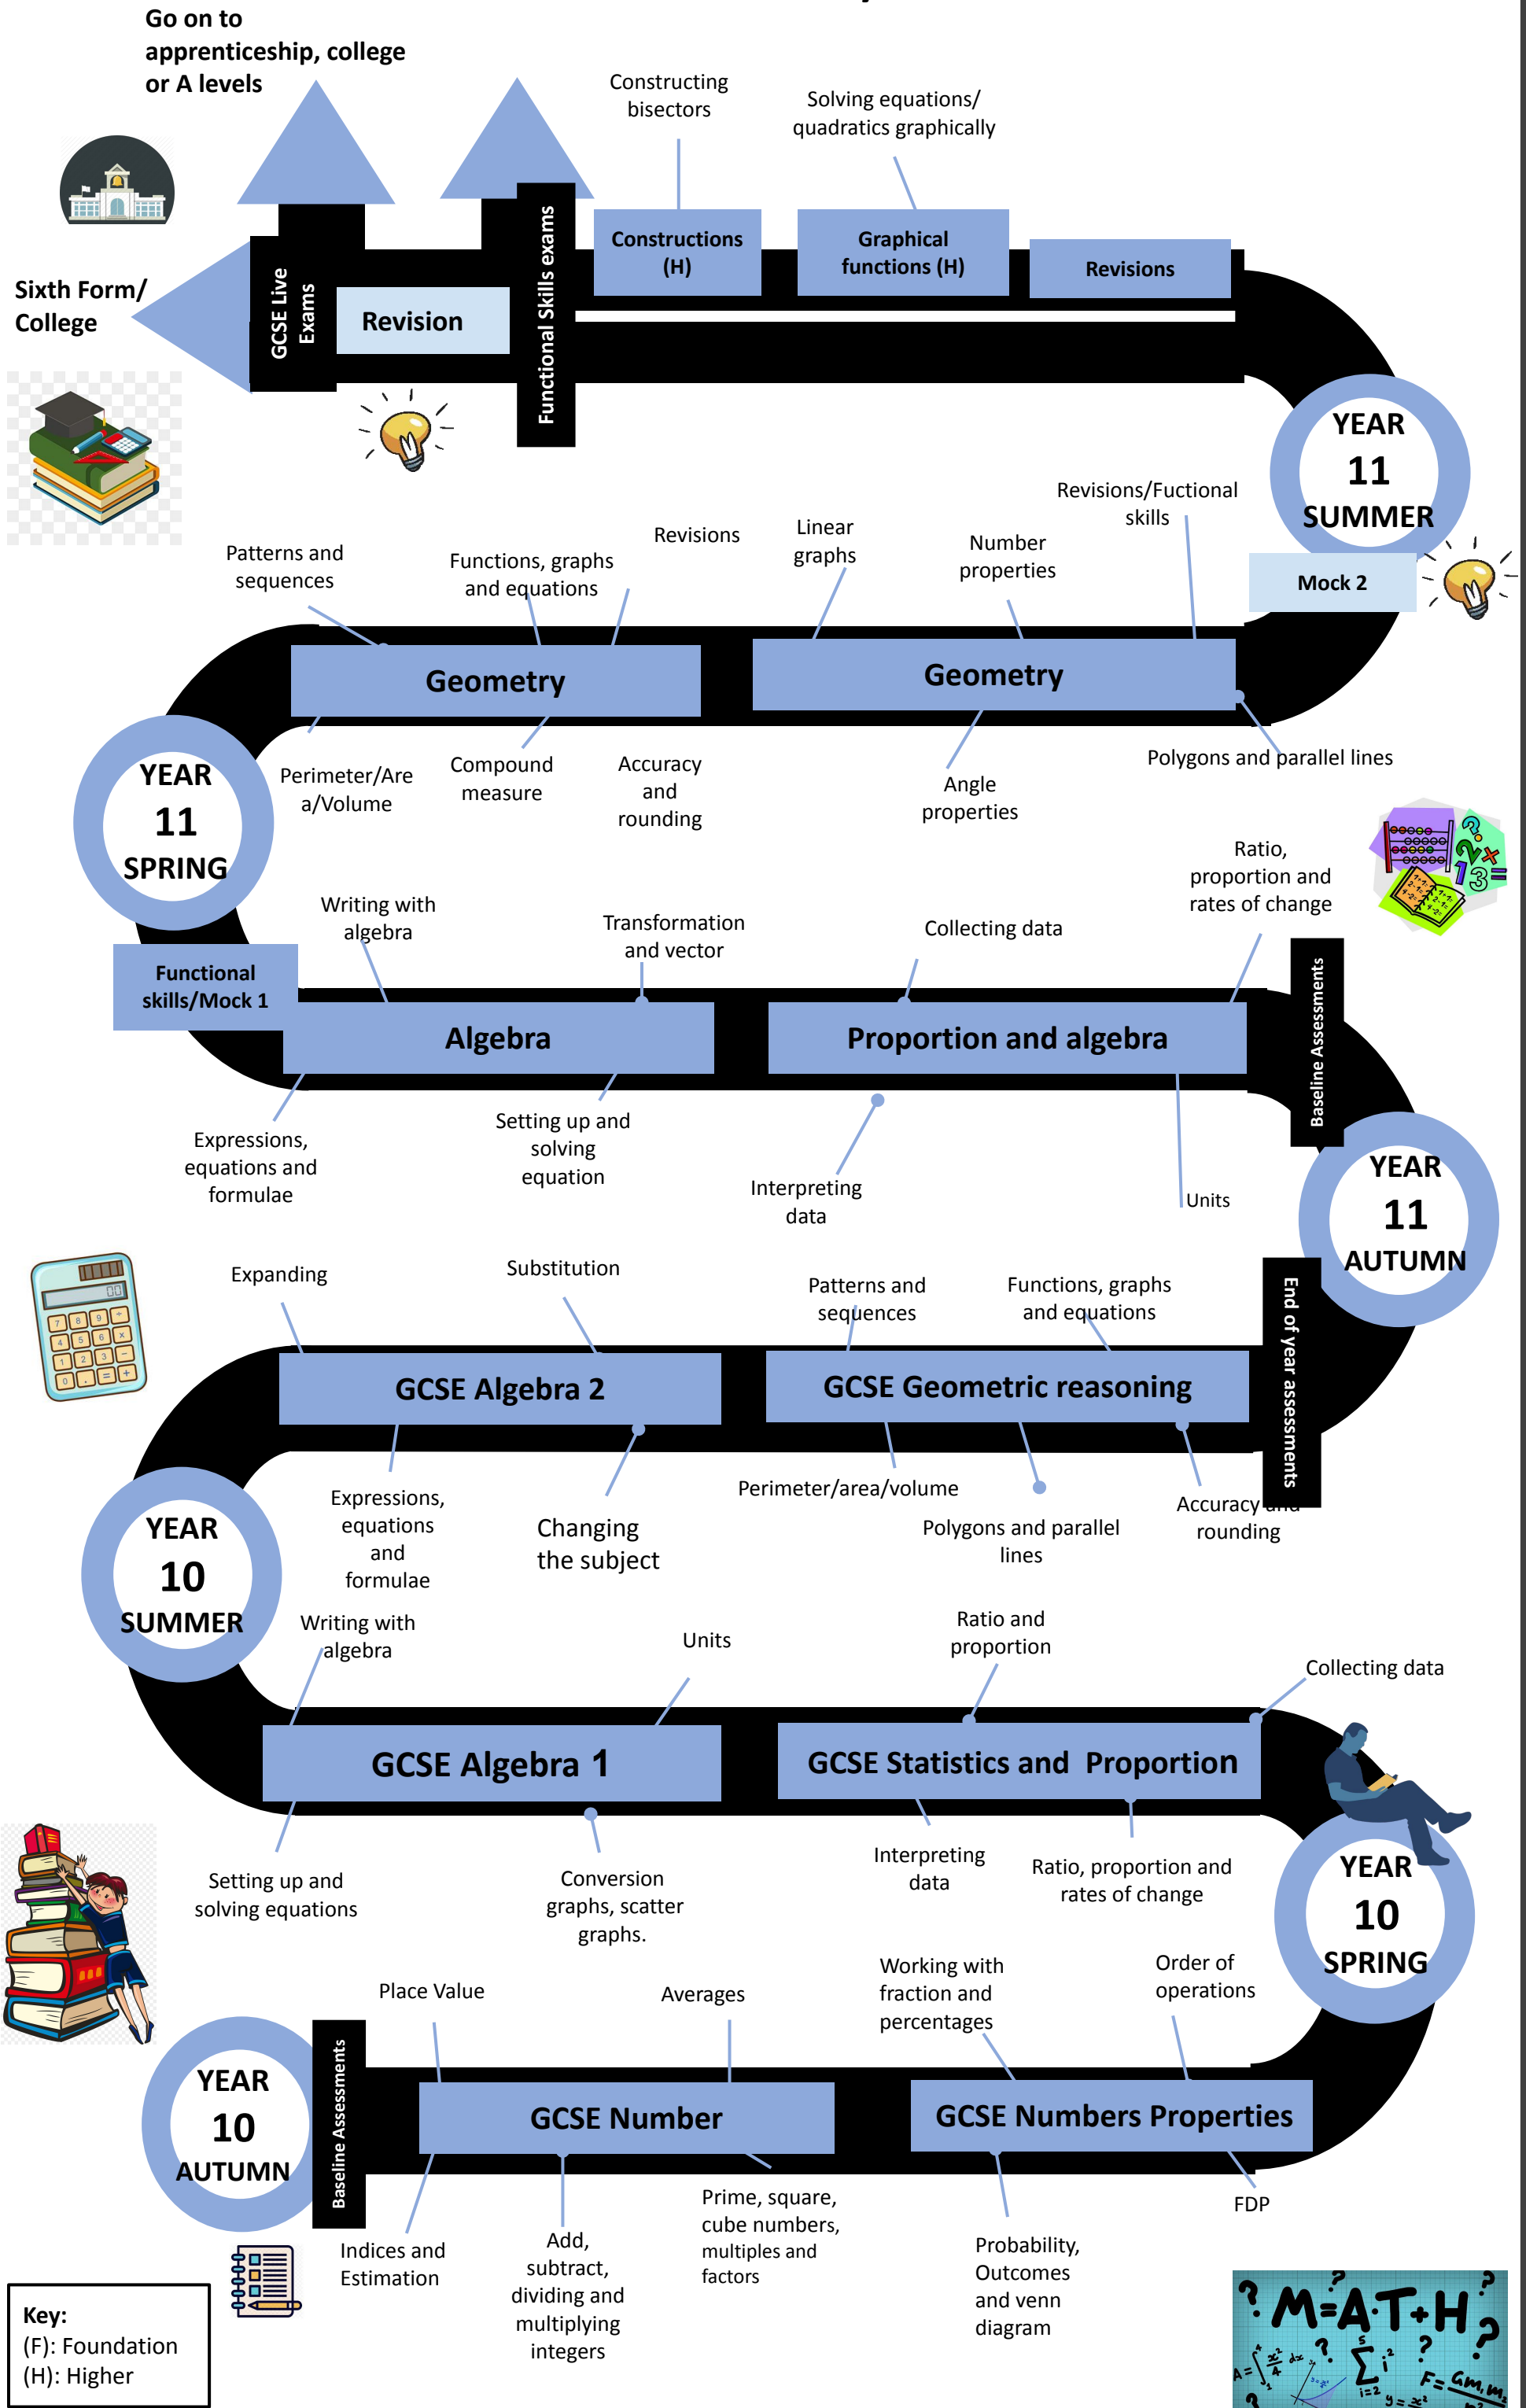 Go on to
apprenticeship, college
or A levels
Constructing
bisectors
Solving equations/
quadratics graphically
Constructions
(H)
Graphical
functions (H)
Revisions
Sixth Form/
College
GCSE Live
Exams
Revision
Functional Skills exams
YEAR
11
SUMMER
Mock 2
Patterns and
sequences
Functions, graphs
and equations
Revisions
Linear
graphs
Number
properties
Revisions/Fuctional
skills
Geometry
Geometry
Perimeter/Are
a/Volume
Compound
measure
Accuracy
and
rounding
Angle
properties
Polygons and parallel lines
YEAR
11
SPRING
Functional
skills/Mock 1
Writing with
algebra
Transformation
and vector
Collecting data
Ratio,
proportion and
rates of change
Algebra
Proportion and algebra
Baseline Assessments
Expressions,
equations and
formulae
Setting up and
solving
equation
Interpreting
data
Units
YEAR
11
AUTUMN
Expanding
Substitution
Patterns and
sequences
Functions, graphs
and equations
GCSE Algebra 2
GCSE Geometric reasoning
End of year assessments
Expressions,
equations
and
formulae
Changing
the subject
Perimeter/area/volume
Polygons and parallel
lines
Accuracy and
rounding
YEAR
10
SUMMER
Writing with
algebra
Units
Ratio and
proportion
Collecting data
GCSE Algebra 1
GCSE Statistics and Proportion
Setting up and
solving equations
Conversion
graphs, scatter
graphs.
Interpreting
data
Ratio, proportion and
rates of change
YEAR
10
SPRING
Place Value
Averages
Working with
fraction and
percentages
Order of
operations
YEAR
10
AUTUMN
Baseline Assessments
GCSE Number
GCSE Numbers Properties
Indices and
Estimation
Add,
subtract,
dividing and
multiplying
integers
Prime, square,
cube numbers,
multiples and
factors
Probability,
Outcomes
and venn
diagram
FDP
Key:
(F): Foundation
(H): Higher
M=A·T+H